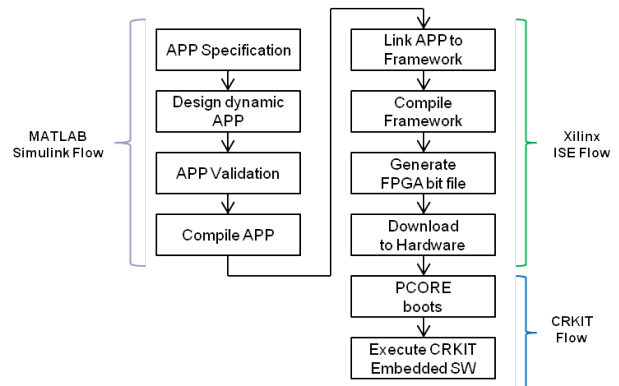 MATLAB
Simulink Flow
APP Specification
Design dynamic
APP
APP Validation
Compile APP
Link APP to
Framework
Compile
Framework
Generate
FPGA bit file
Download
to Hardware
PCORE
boots
Execute CRKIT
Embedded SW
Xilinx
ISE Flow
CRKIT
Flow